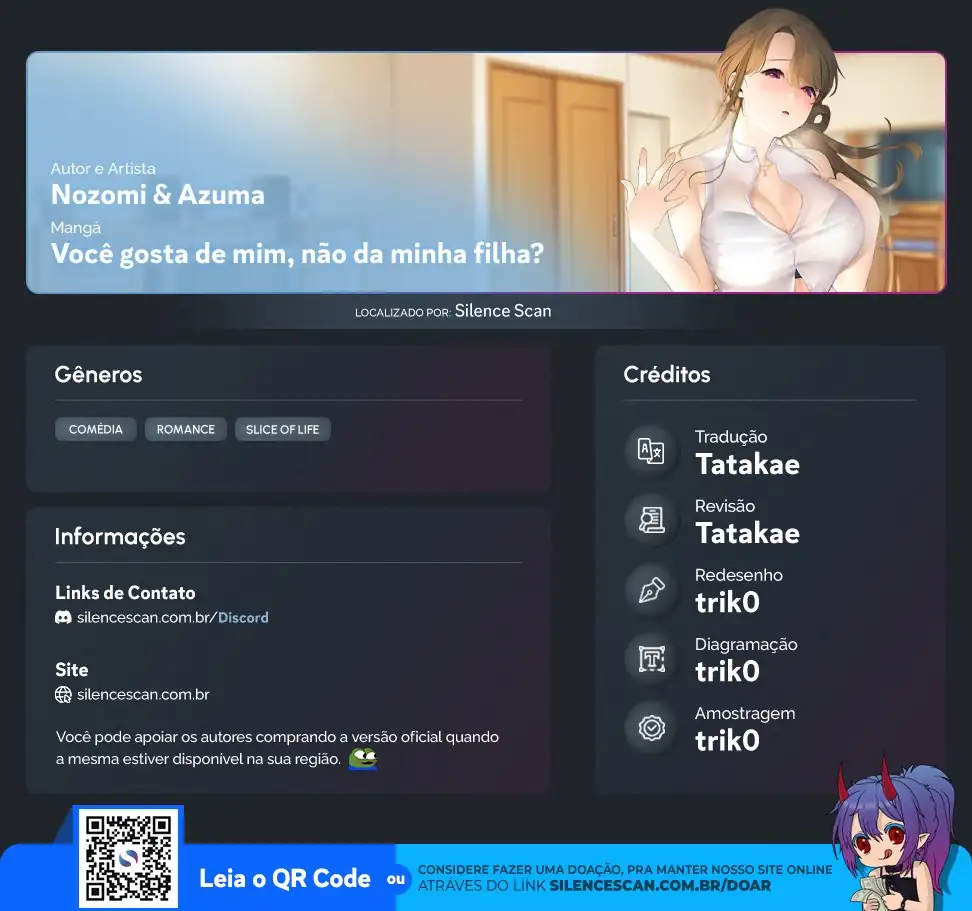 Autor e Artista
Nozomi & Azuma
Mangá
Você gosta de mim, não da minha filha?
LOCALIZADO POR: Silence Scan
Gêneros
COMÉDIA ROMANCE SLICE OF LIFE
Informações
Links de Contato
silencescan.com.br/Discord
Site
silencescan.com.br
Você pode apoiar os autores comprando a versão oficial quando
a mesma estiver disponível na sua região.
Créditos
Tradução
Tatakae
Revisão
Tatakae
Redesenho
trik0
Diagramação
trik0
Amostragem
trik0
Leia o QR Code ou
CONSIDERE FAZER UMA DOAÇÃO, PRA MANTER NOSSO SITE ONLINE
ATRAVÉS DO LINK SILENCESCAN.COM.BR/DOAR